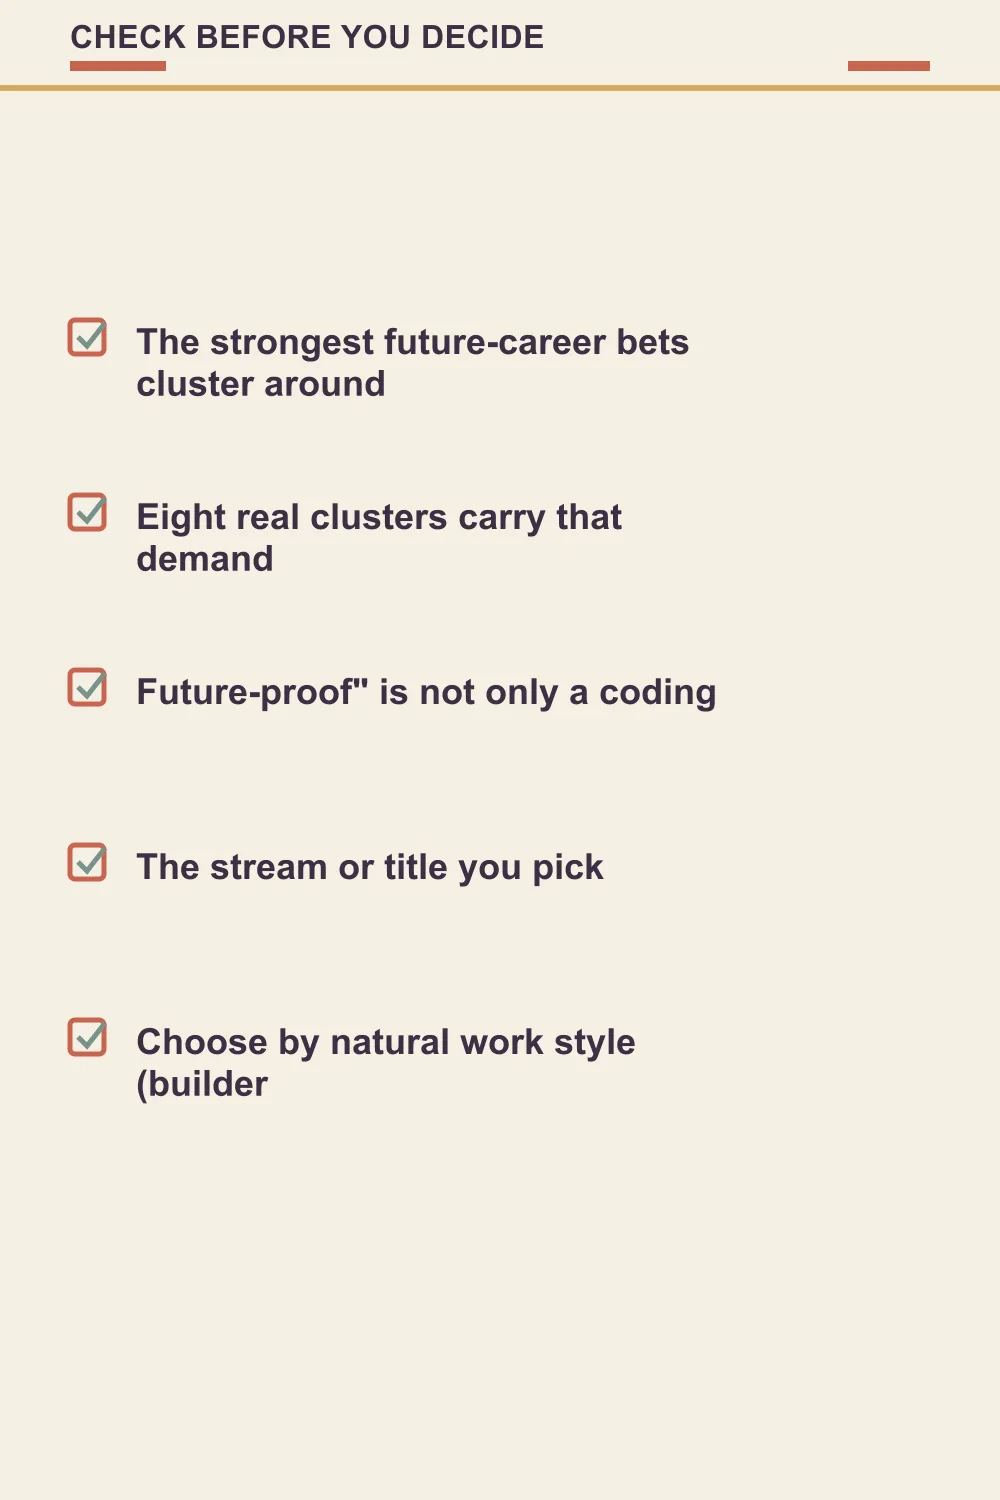 CHECK BEFORE YOU DECIDE
The strongest future-career bets
cluster around
Eight real clusters carry that
demand
Future-proof" is not only a coding
The stream or title you pick
Choose by natural work style
(builder